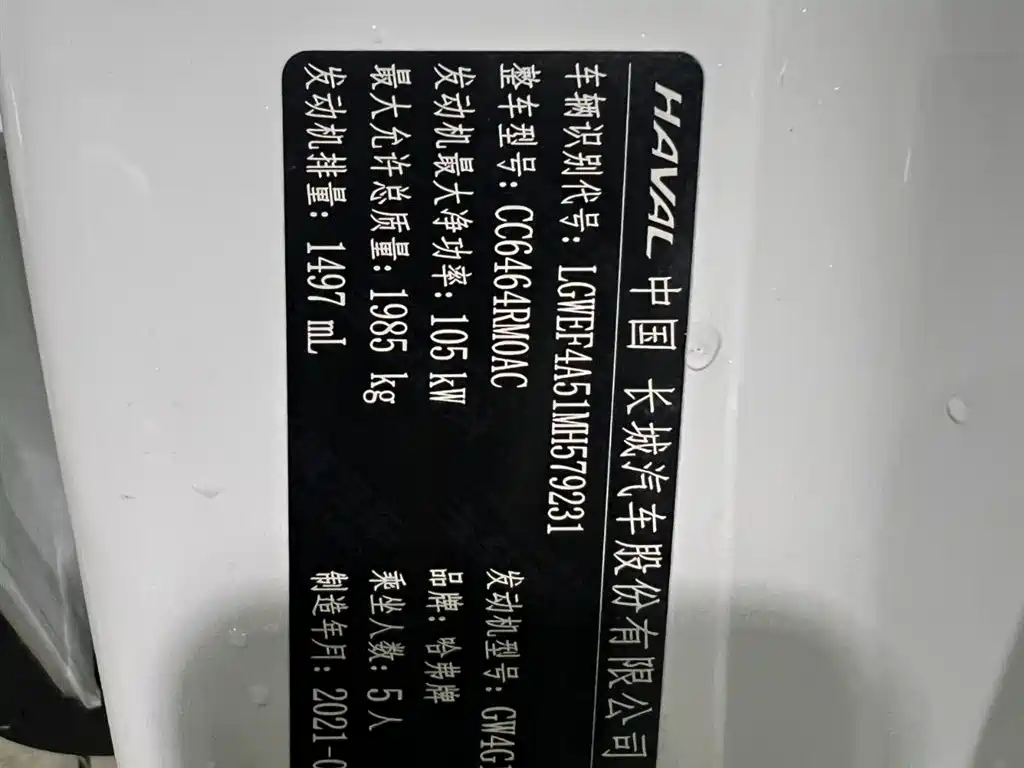 HAVAL 中国 长城汽车股份有限公司
车辆识别代号: LGWEF4A51MH579231
整车型号: CC6464RM0AC 发动机型号: GW4G1
发动机最大净功率: 105 kW 品牌: 哈弗牌
最大允许总质量: 1985 kg 乘坐人数: 5 人
发动机排量: 1497 mL 制造年月: 2021-0